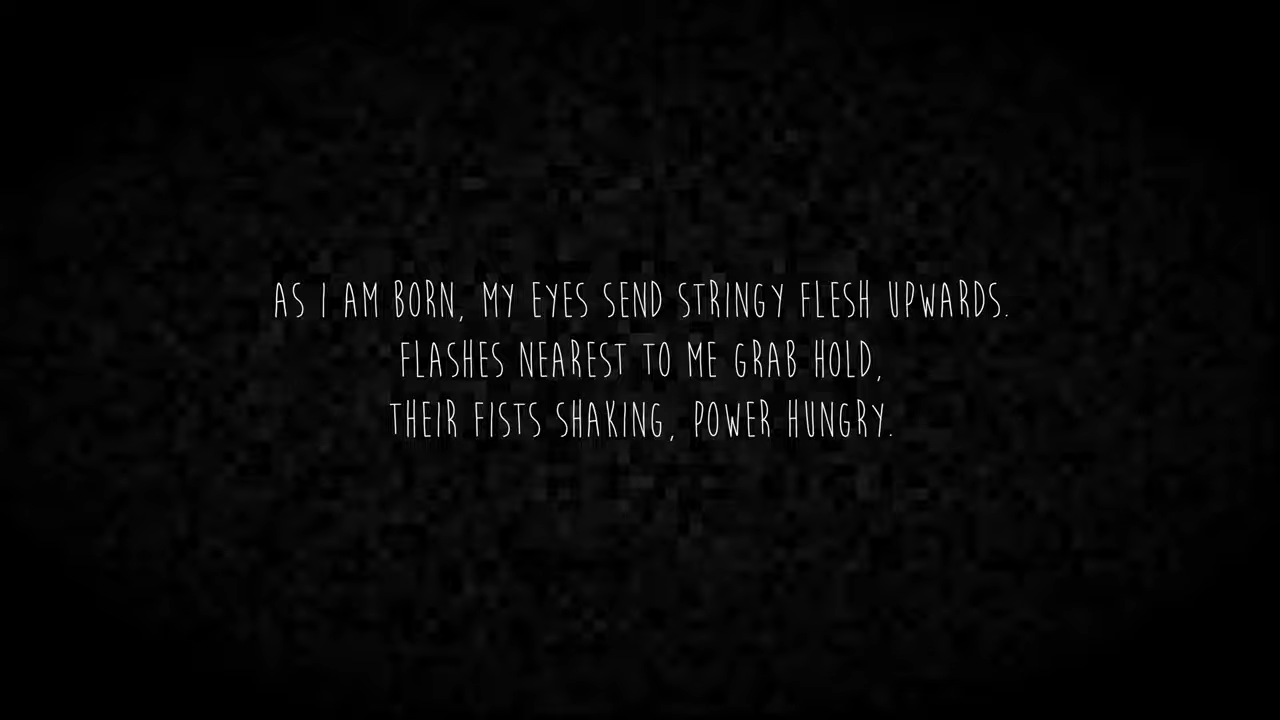 AS I AM BORN, MY EYES SEND STRINGY FLESH UPWARDS.
FLASHES NEAREST TO ME GRAB HOLD,
THEIR FISTS SHAKING, POWER HUNGRY.